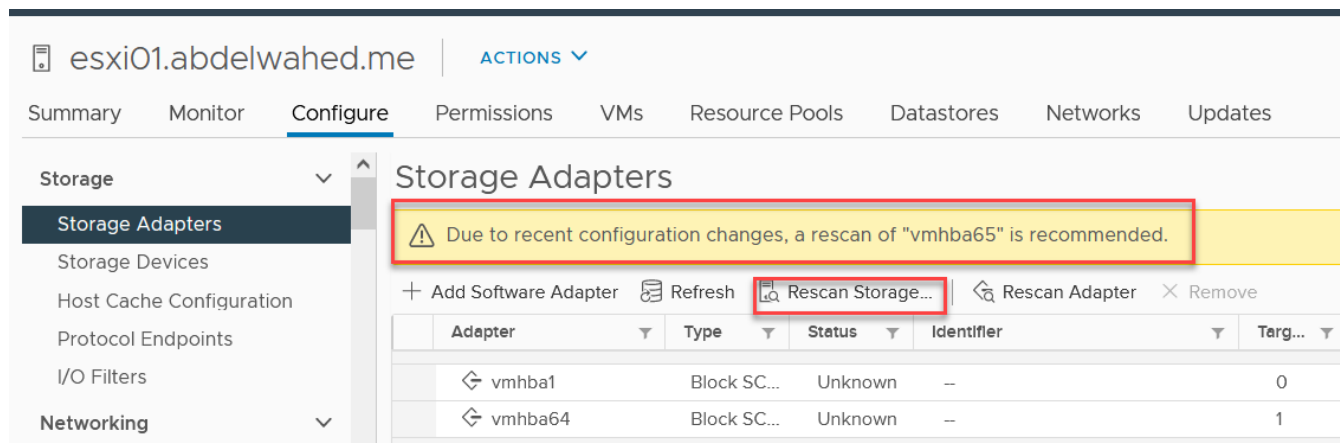 esxi01.abdelwahed.me ACTIONS
Summary Monitor Configure Permissions VMs Resource Pools Datastores Networks Updates
Storage
Storage Adapters
Storage Devices
Host Cache Configuration
Protocol Endpoints
I/O Filters
Networking
Storage Adapters
Due to recent configuration changes, a rescan of "vmhba65" is recommended.
+ Add Software Adapter Refresh Rescan Storage... Rescan Adapter × Remove
Adapter Type Status Identifier Targ...
vmhba1 Block SC... Unknown -- 0
vmhba64 Block SC... Unknown -- 1